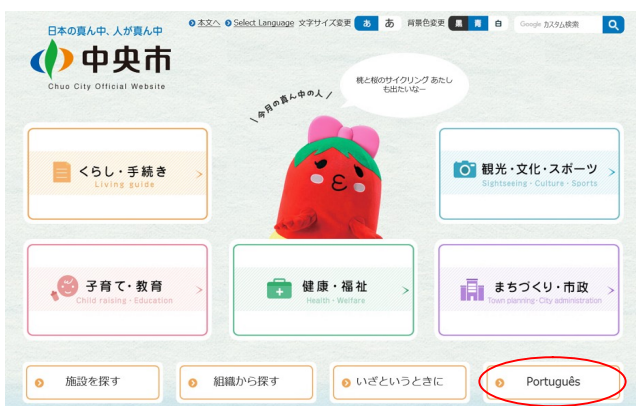 日本の真ん中、人が真ん中
中央市
Chuo City Official Website
本文へ Select Language 文字サイズ変更 あ あ 背景色変更 黒 青 白 Google カスタム検索
\ 今月の真ん中の人 /
桃と桜のサイクリング あたし
も出たいなー
くらし・手続き
Living guide
観光・文化・スポーツ
Sightseeing・Culture・Sports
子育て・教育
Child raising・Education
健康・福祉
Health・Welfare
まちづくり・市政
Town planning・City administration
施設を探す
組織から探す
いざというときに
Português